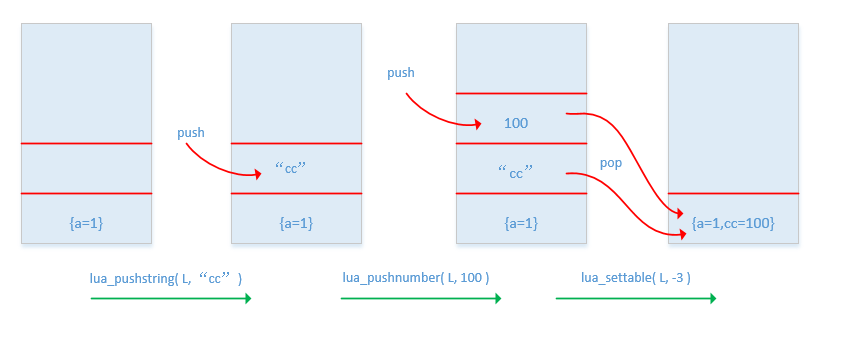 push
100
push
“cc”
“cc”
pop
{a=1}
{a=1}
{a=1}
{a=1,cc=100}
lua_pushstring( L, “cc” )
lua_pushnumber( L, 100 )
lua_settable( L, -3 )